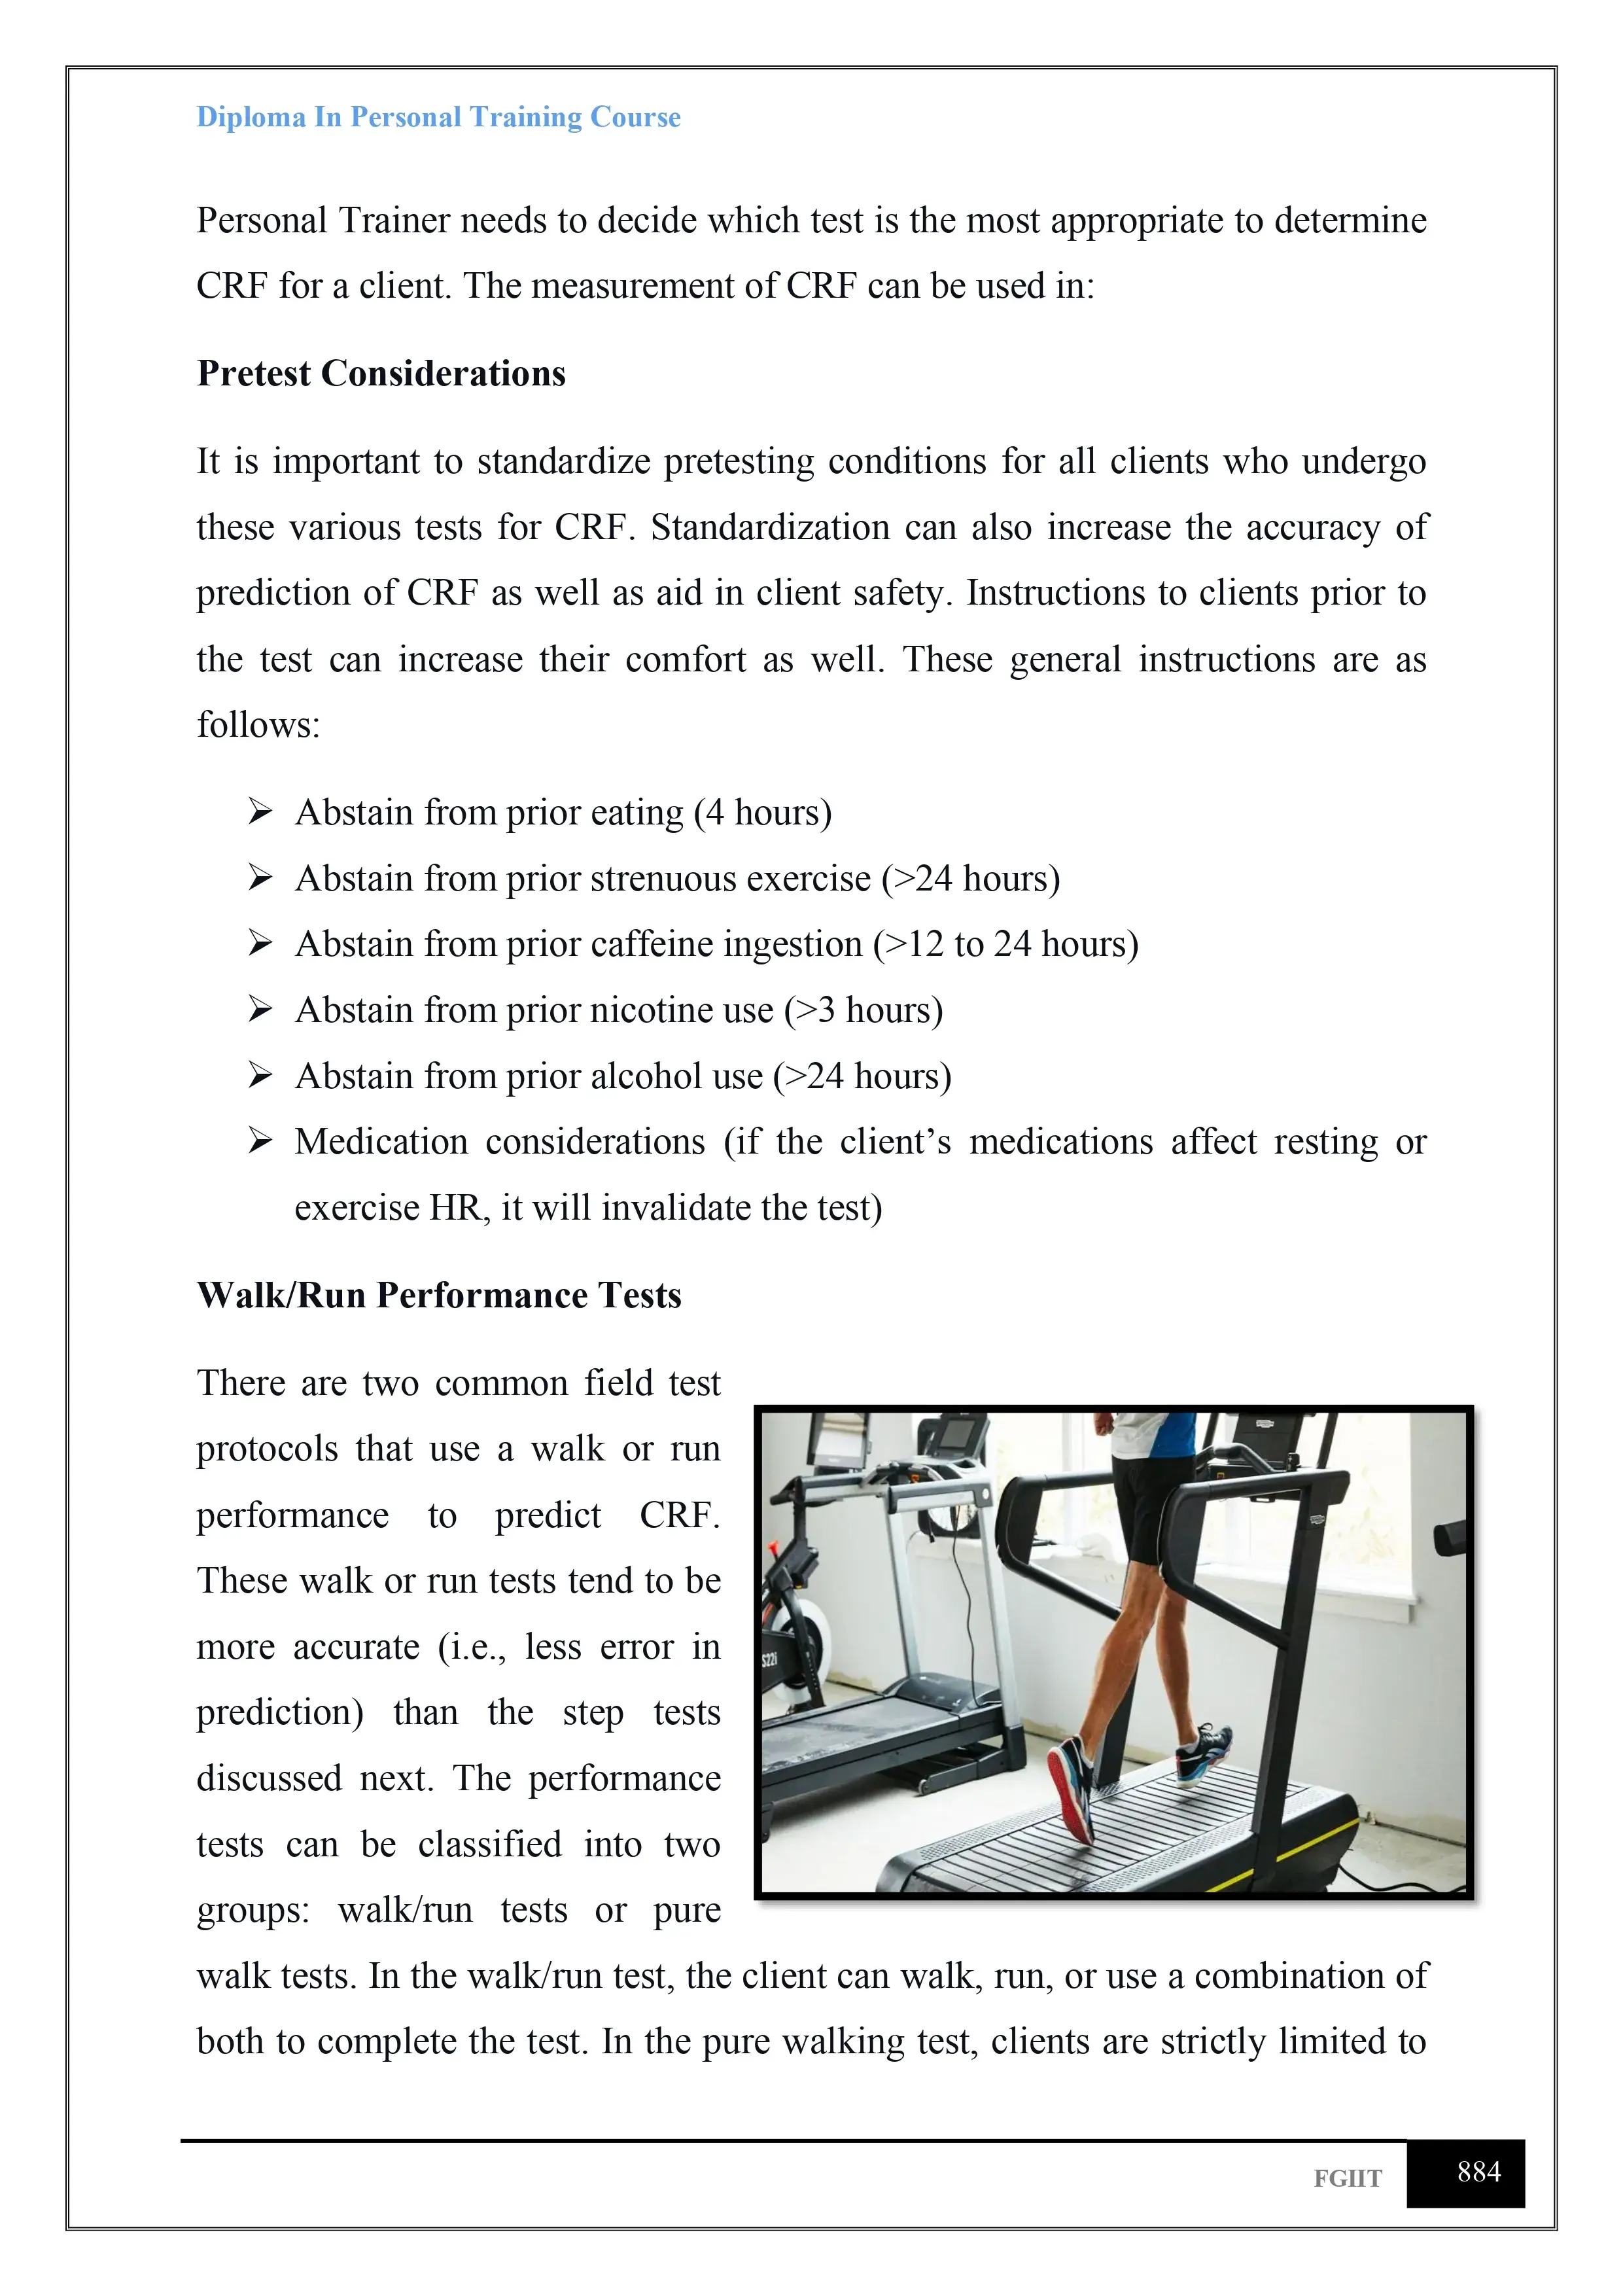 Diploma In Personal Training Course
Personal Trainer needs to decide which test is the most appropriate to determine
CRF for a client. The measurement of CRF can be used in:
Pretest Considerations
It is important to standardize pretesting conditions for all clients who undergo
these various tests for CRF. Standardization can also increase the accuracy of
prediction of CRF as well as aid in client safety. Instructions to clients prior to
the test can increase their comfort as well. These general instructions are as
follows:
➢ Abstain from prior eating (4 hours)
➢ Abstain from prior strenuous exercise (>24 hours)
➢ Abstain from prior caffeine ingestion (>12 to 24 hours)
➢ Abstain from prior nicotine use (>3 hours)
➢ Abstain from prior alcohol use (>24 hours)
➢ Medication considerations (if the client’s medications affect resting or
exercise HR, it will invalidate the test)
Walk/Run Performance Tests
There are two common field test
protocols that use a walk or run
performance to predict CRF.
These walk or run tests tend to be
more accurate (i.e., less error in
prediction) than the step tests
discussed next. The performance
tests can be classified into two
groups: walk/run tests or pure
walk tests. In the walk/run test, the client can walk, run, or use a combination of
both to complete the test. In the pure walking test, clients are strictly limited to
S22i
FGIIT
884